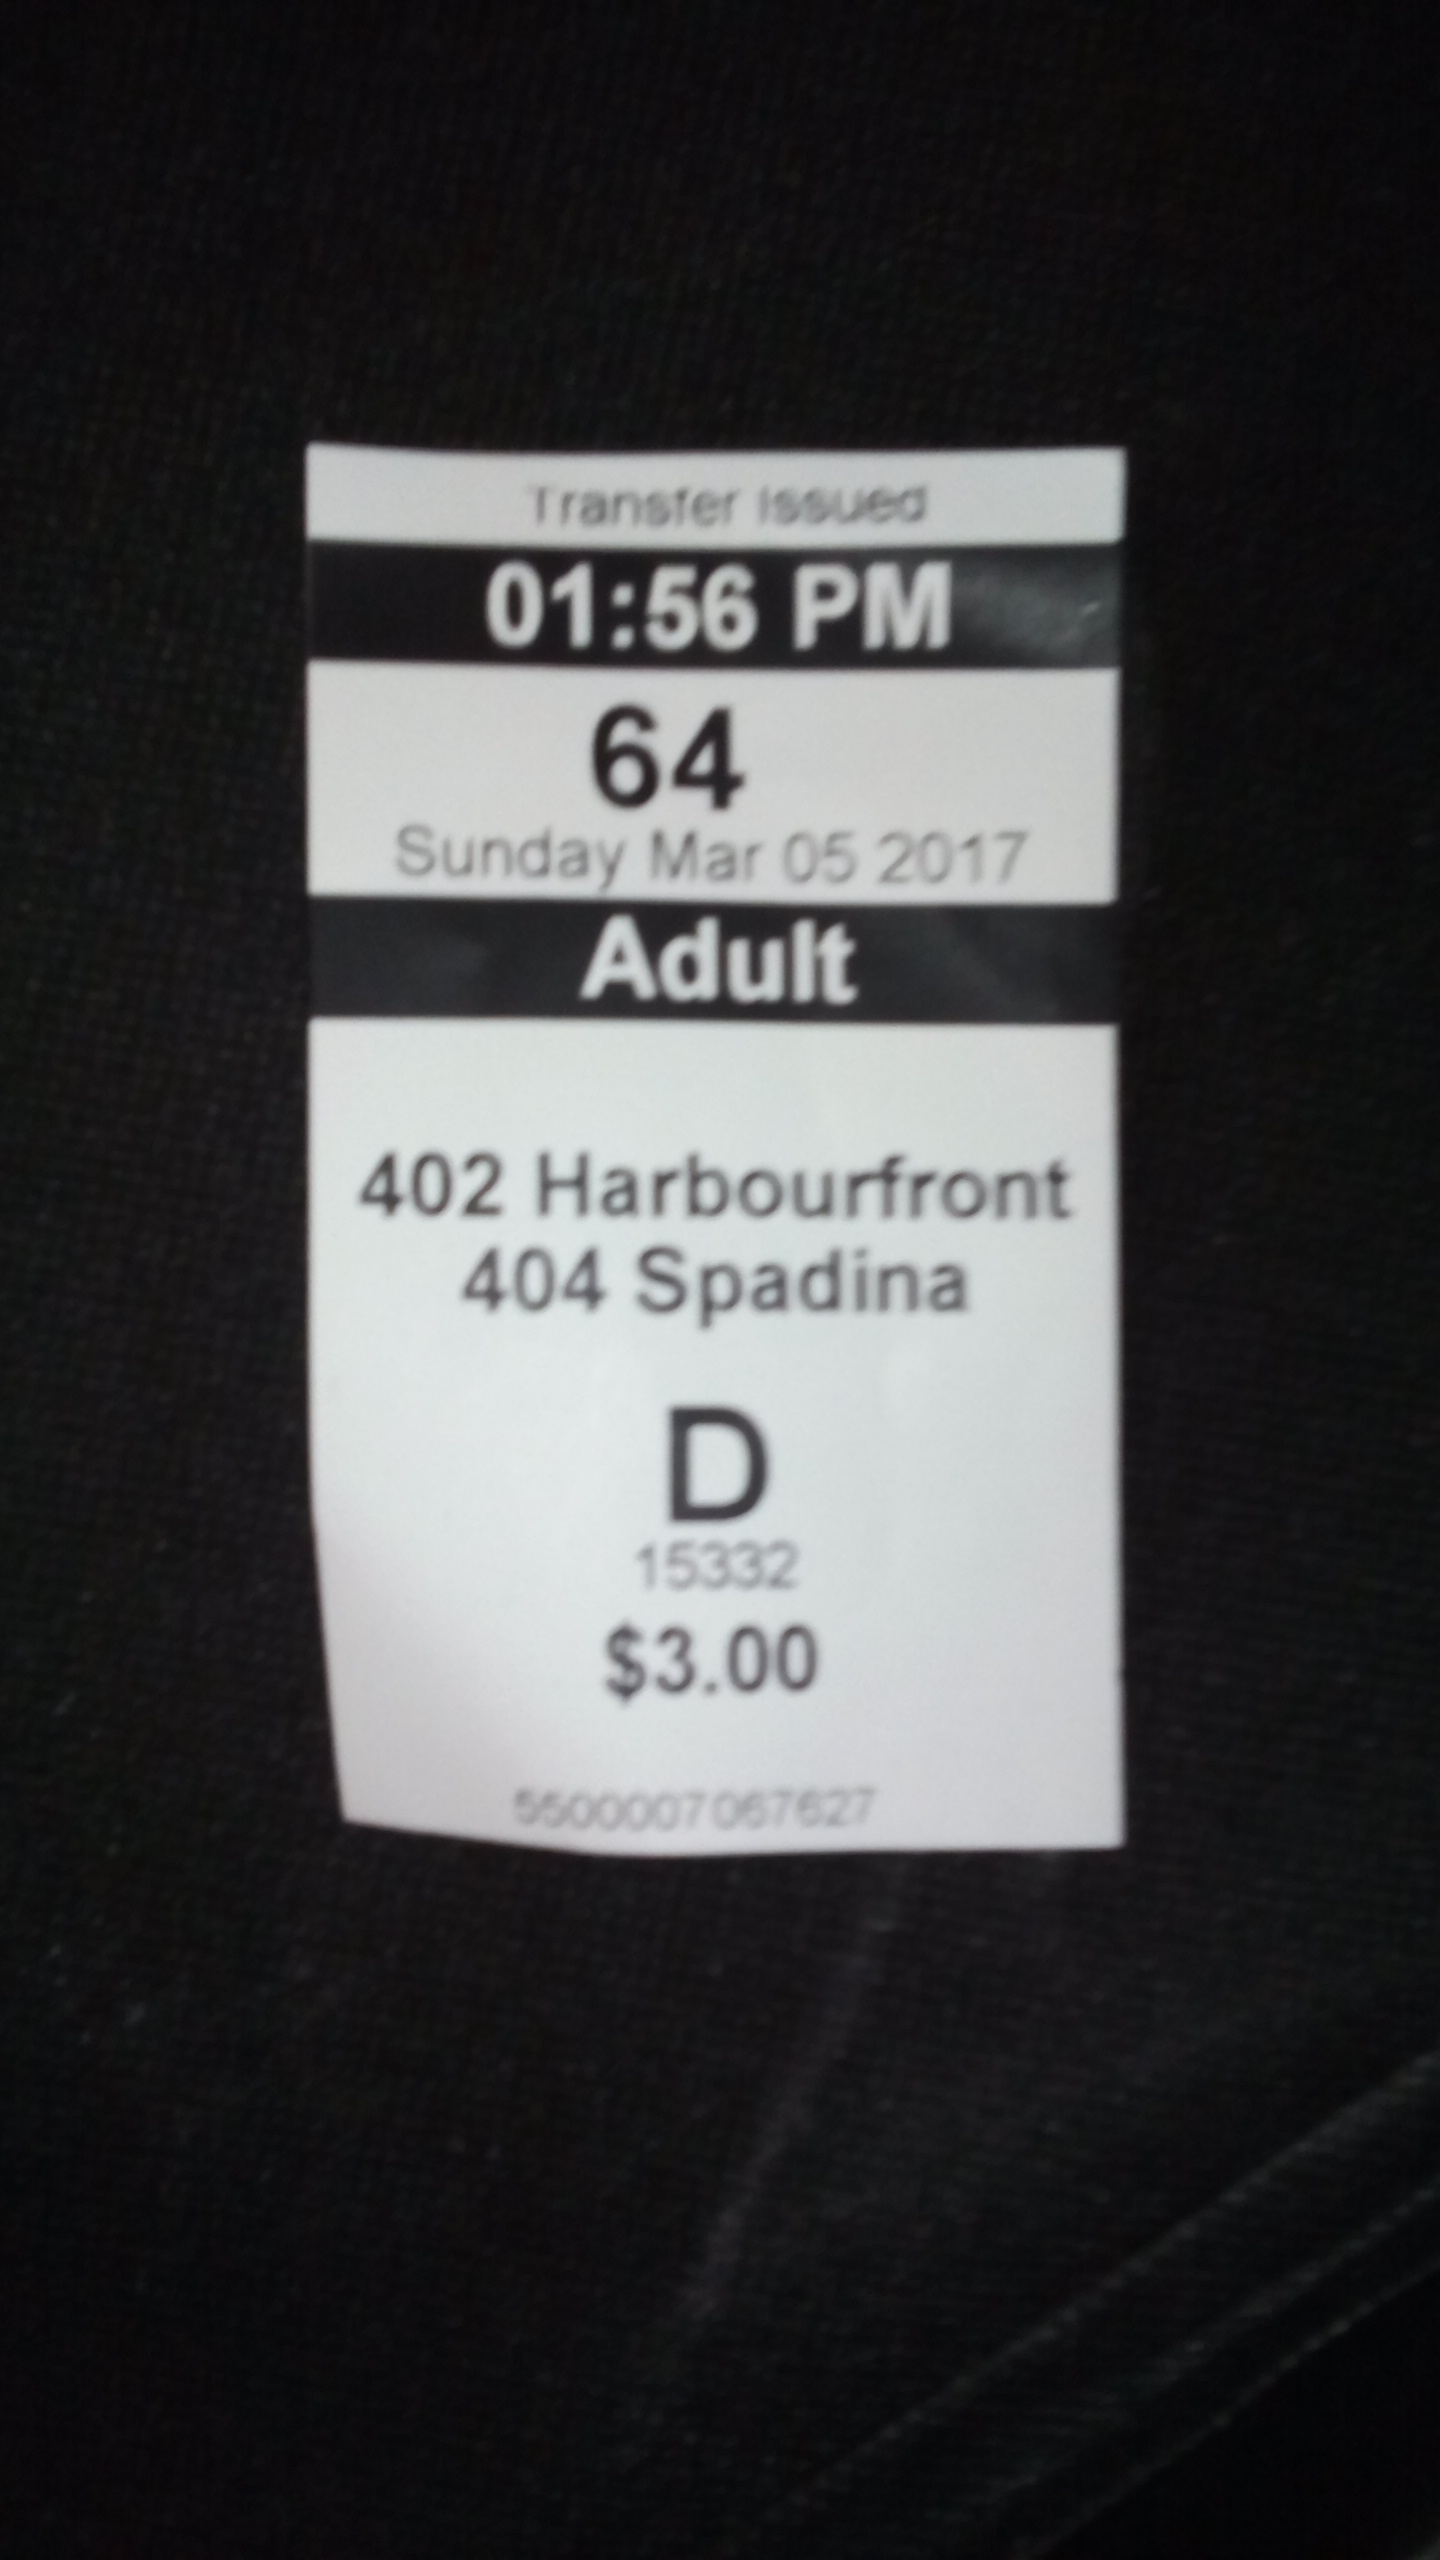 Transfer Issued
01:56 PM
64
Sunday Mar 05 2017
Adult
402 Harbourfront
404 Spadina
D
15332
$3.00
5500007067627